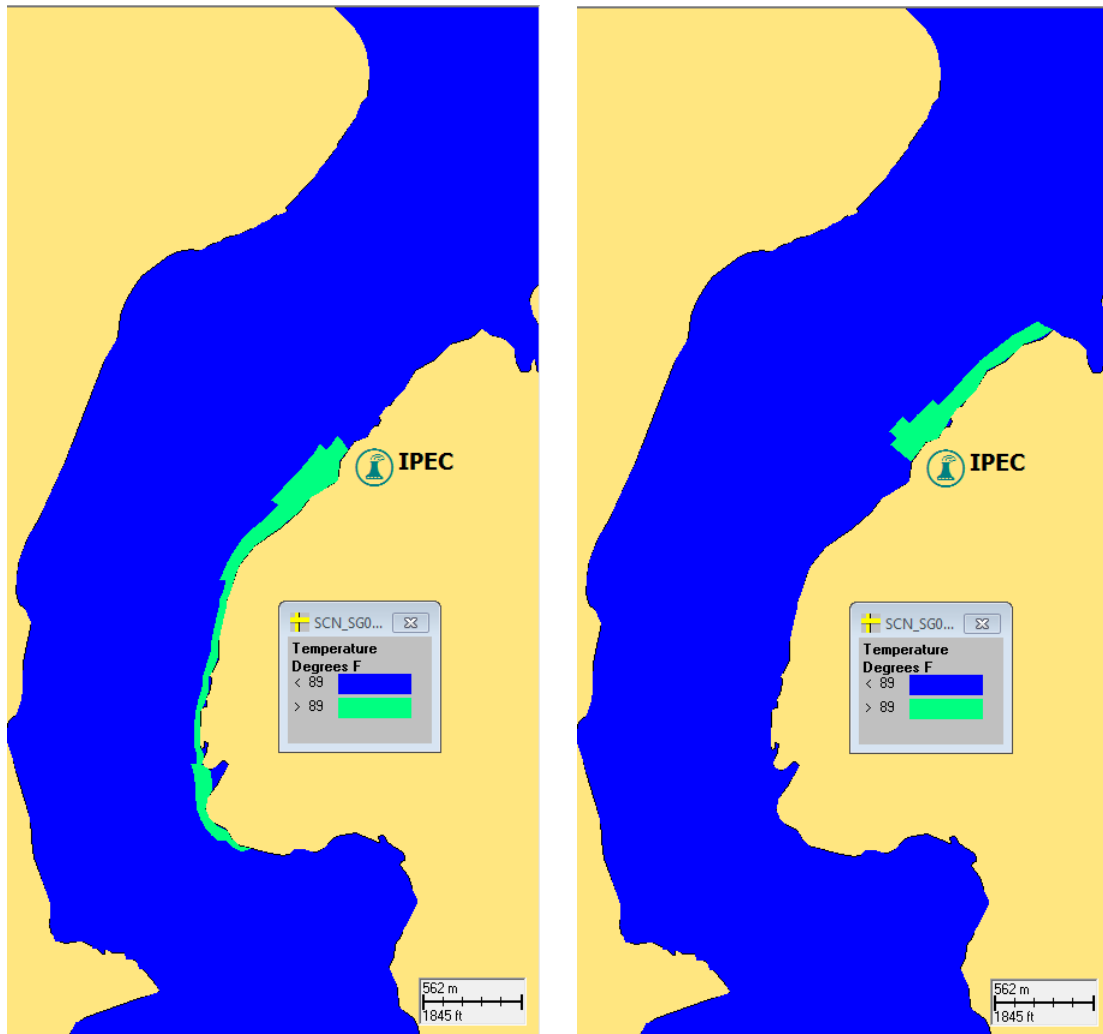 IPEC
SCN_SG0...
Temperature
Degrees F
< 89
> 89
562 m
1845 ft
IPEC
SCN_SG0...
Temperature
Degrees F
< 89
> 89
562 m
1845 ft